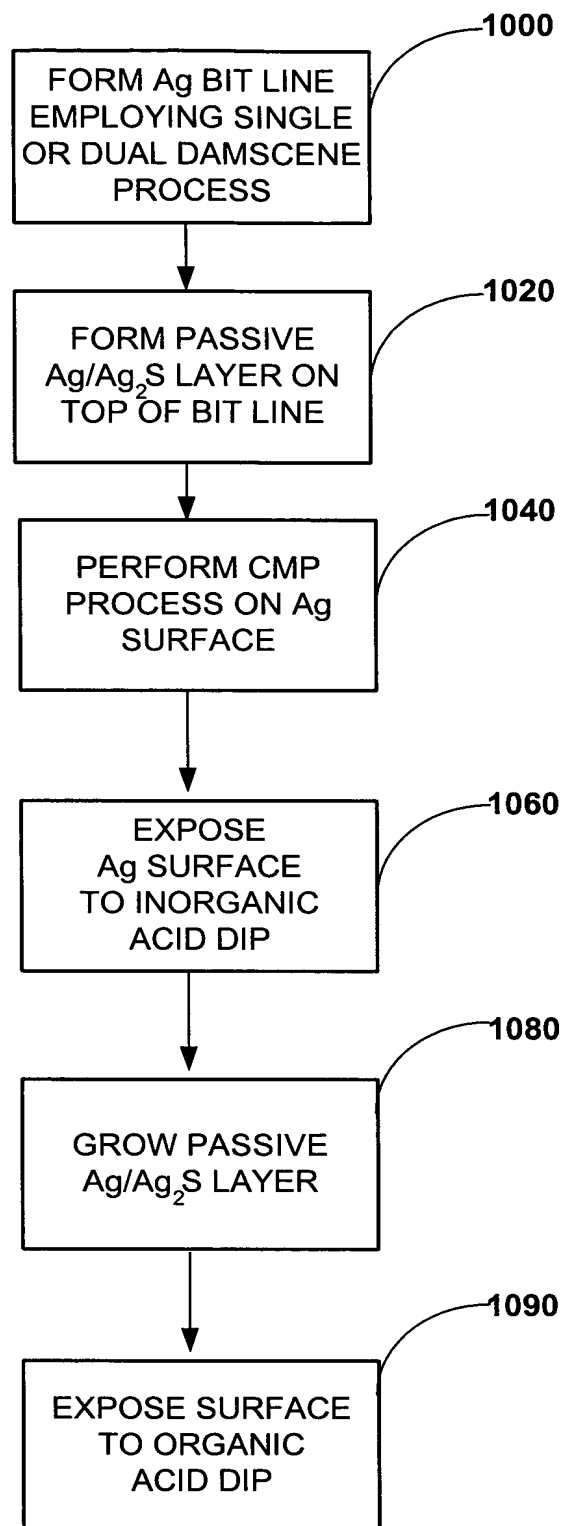 1000
FORM Ag BIT LINE
EMPLOYING SINGLE
OR DUAL DAMSCENE
PROCESS
1020
FORM PASSIVE
Ag/Ag₂S LAYER ON
TOP OF BIT LINE
1040
PERFORM CMP
PROCESS ON Ag
SURFACE
1060
EXPOSE
Ag SURFACE
TO INORGANIC
ACID DIP
1080
GROW PASSIVE
Ag/Ag₂S LAYER
1090
EXPOSE SURFACE
TO ORGANIC
ACID DIP